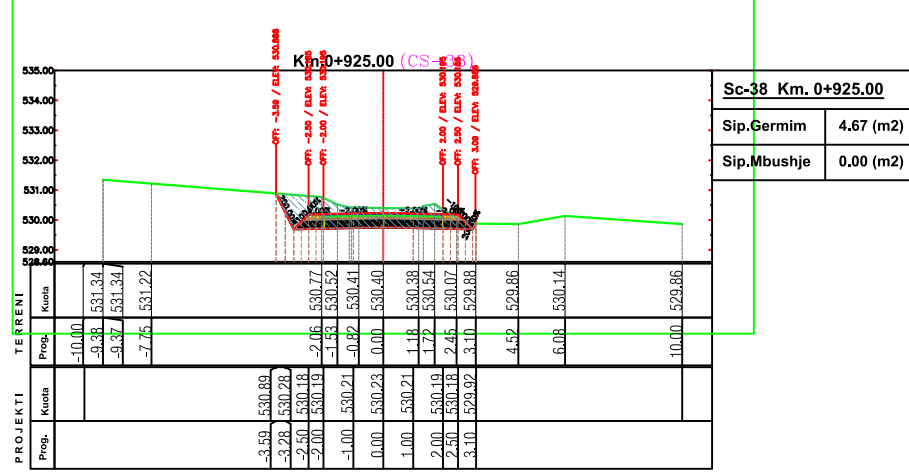 Km.0+925.00 (CS-38)
OFF: -3.59 / ELEV: 530.888
OFF: -2.50 / ELEV:
OFF: -2.00 / ELEV:
OFF: 2.00 / ELEV: 530.195
OFF: 2.50 / ELEV:
OFF: 3.09 / ELEV:
535.00
534.00
533.00
532.00
531.00
530.00
529.00
528.60
Sc-38 Km. 0+925.00
Sip.Germim 4.67 (m2)
Sip.Mbushje 0.00 (m2)
TERRENI
Kuota 531.34 531.34 531.22 530.77 530.52 530.41 530.40 530.38 530.54 530.07 529.88 529.86 530.14 529.86
Prog. -10.00 -9.38 -9.37 -7.75 -2.06 -1.53 -0.82 0.00 1.18 1.72 2.45 3.10 4.52 6.08 10.00
PROJEKTI
Kuota 530.89 530.28 530.18 530.19 530.21 530.23 530.21 530.19 530.18 529.92
Prog. -3.59 -3.28 -2.50 -2.00 -1.00 0.00 1.00 2.00 2.50 3.10